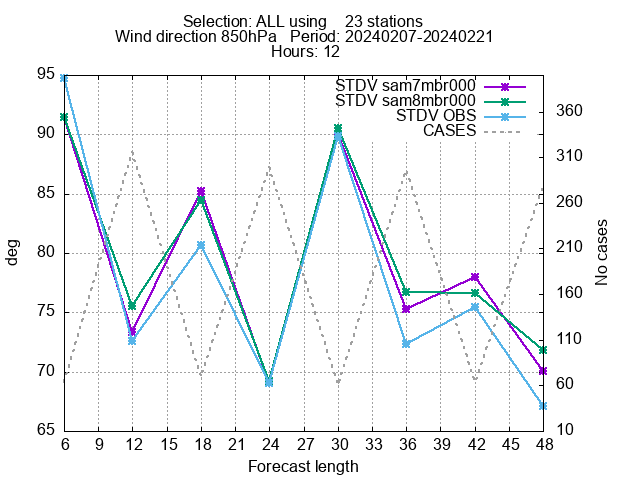 Selection: ALL using    23 stations
Wind direction 850hPa   Period: 20240207-20240221
Hours: 12
STDV sam7mbr000
STDV sam8mbr000
STDV OBS
CASES
95
90
85
80
75
70
65
deg
360
310
260
210
160
110
60
10
No cases
6 9 12 15 18 21 24 27 30 33 36 39 42 45 48
Forecast length